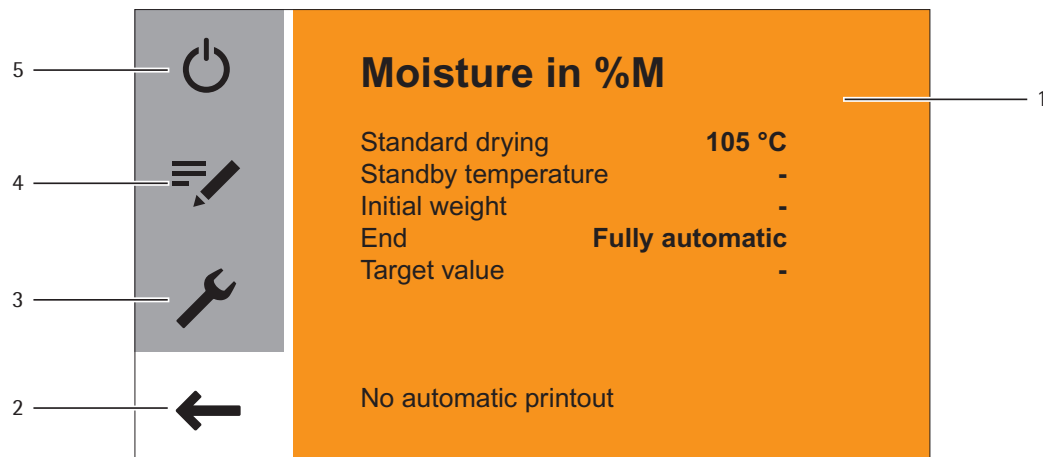 5
4
3
2
Moisture in %M
1
Standard drying 105 °C
Standby temperature -
Initial weight -
End Fully automatic
Target value -
No automatic printout